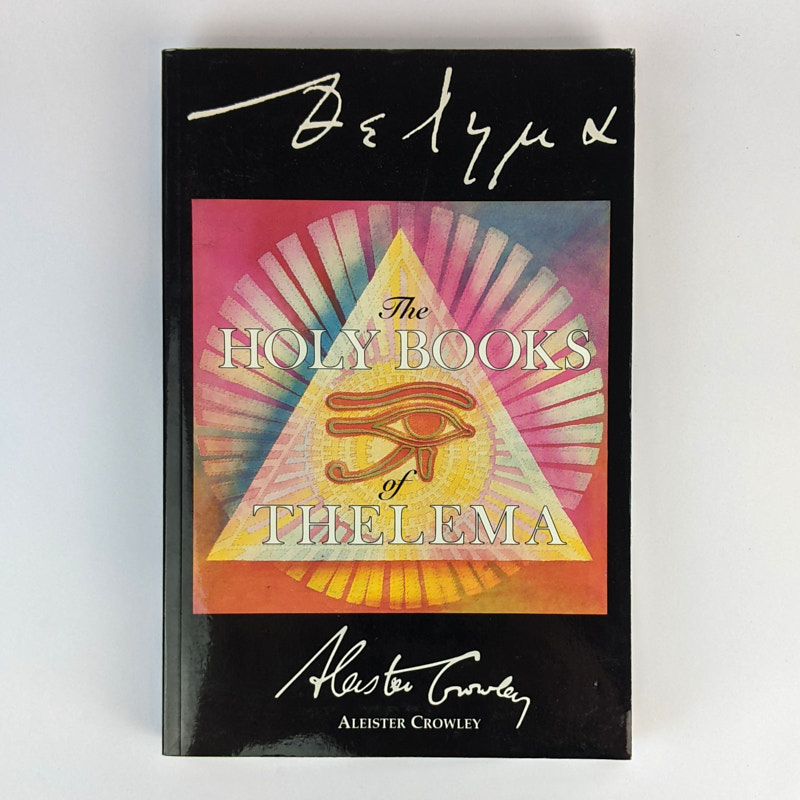 θελημα
The
HOLY BOOKS
of
THELEMA
Aleister Crowley
ALEISTER CROWLEY